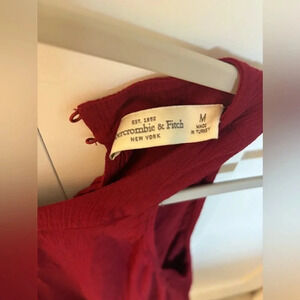 EST. 1892
Abercrombie & Fitch
NEW YORK
M
MADE
IN TURKEY